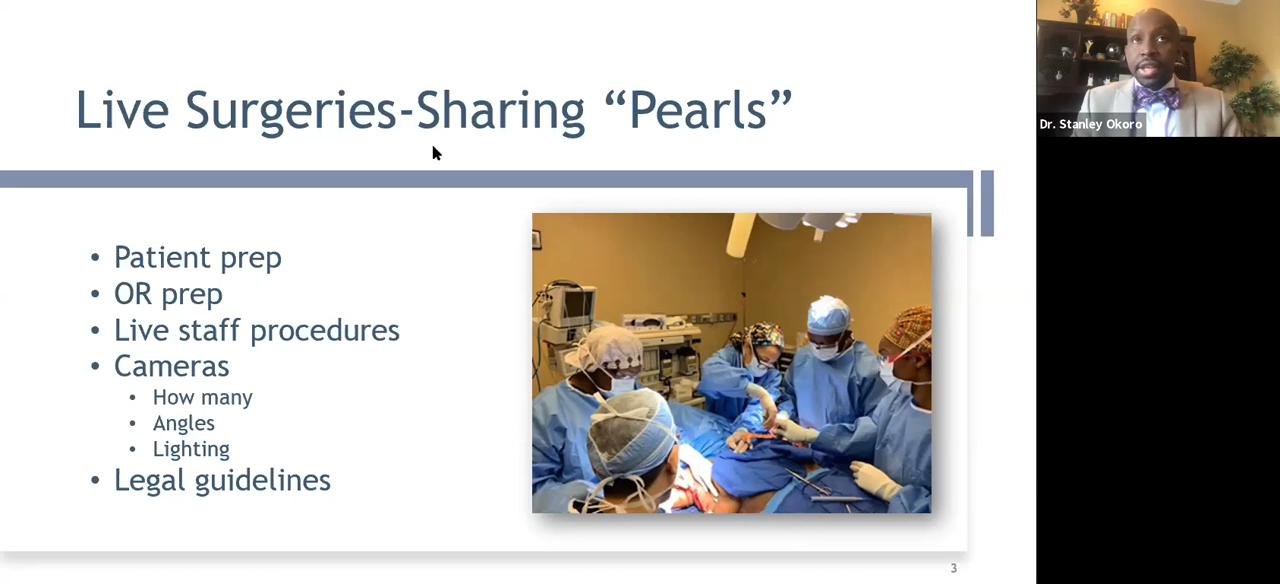 Live Surgeries-Sharing “Pearls”
• Patient prep
• OR prep
• Live staff procedures
• Cameras
• How many
• Angles
• Lighting
• Legal guidelines
3
Dr. Stanley Okoro